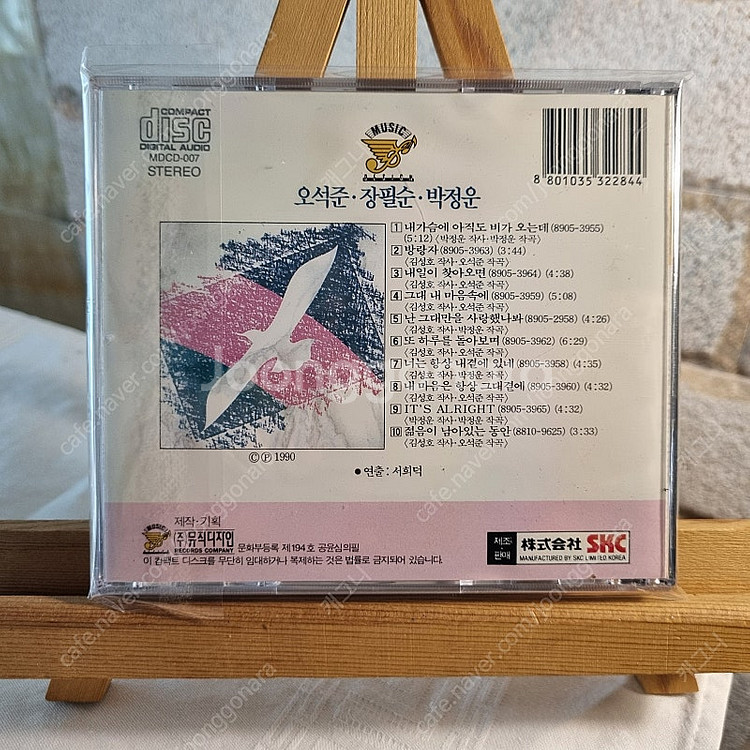 COMPACT
disc
DIGITAL AUDIO
MDCD-007
STEREO
MUSIC
DESIGN
8 801035 322844
오석준·장필순·박정운
1 내가슴에 아직도 비가 오는데(8905-3955)
(5:12) 〈박정운 작사·박정운 작곡〉
2 방랑자(8905-3963) (3:44)
〈김성호 작사·오석준 작곡〉
3 내일이 찾아오면(8905-3964) (4:38)
〈김성호 작사·오석준 작곡〉
4 그대 내 마음속에(8905-3959) (5:08)
〈김성호 작사·오석준 작곡〉
5 난 그대만을 사랑했나봐(8905-2958) (4:26)
〈김성호 작사·오석준 작곡〉
6 또 하루를 돌아보며(8905-3962) (6:29)
〈김성호 작사·오석준 작곡〉
7 너는 항상 내곁에 있네(8905-3958) (4:35)
〈김성호 작사·박정운 작곡〉
8 내 마음은 항상 그대곁에(8905-3960) (4:32)
〈김성호 작사·오석준 작곡〉
9 IT'S ALRIGHT(8905-3965) (4:32)
〈박정운 작사·박정운 작곡〉
10 젊음이 남아있는 동안(8810-9625) (3:33)
〈김성호 작사·오석준 작곡〉
©℗ 1990
● 연출 : 서희덕
제작·기획
MUSIC
(주)뮤직디자인
RECORDS COMPANY
문화부등록 제194호 공윤심의필
이 컴팩트 디스크를 무단히 임대하거나 복제하는 것은 법률로 금지되어 있습니다.
제조·판매
株式会社 SKC
MANUFACTURED BY SKC LIMITED, KOREA
Joonggonara
cafe.naver.com/joonggonara
캐그니